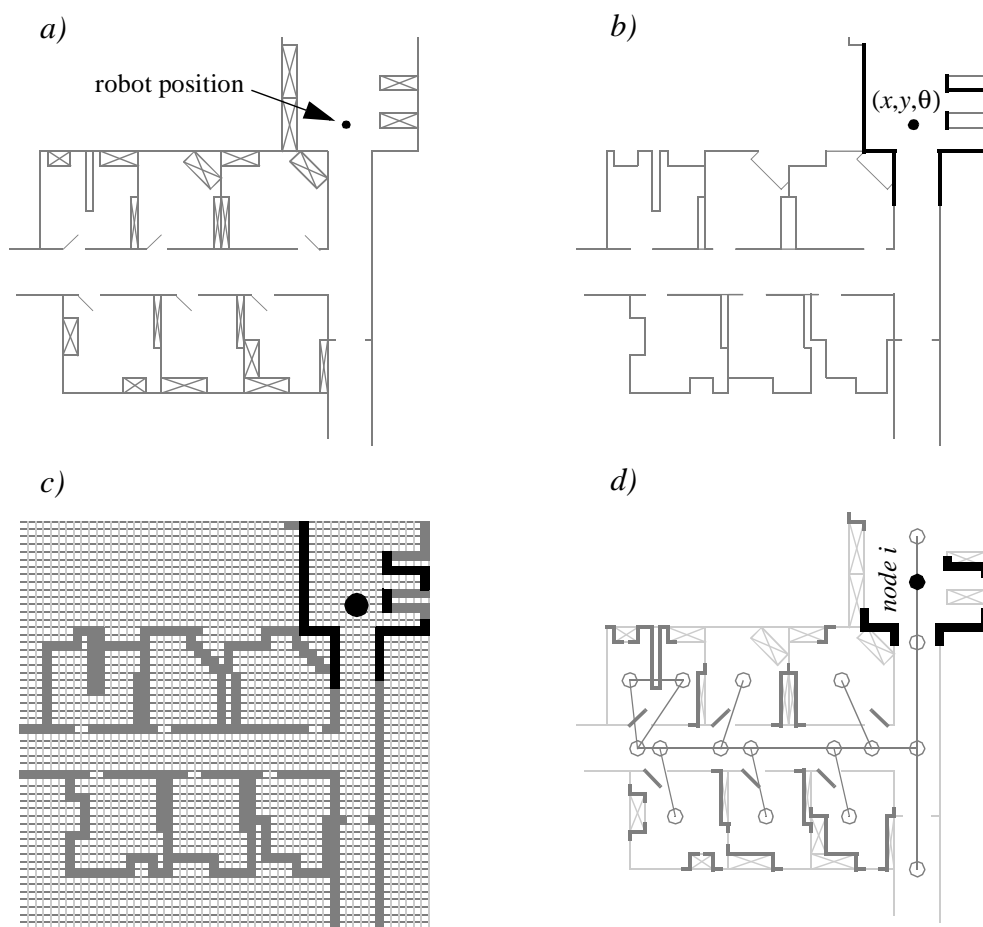 a)
b)
robot position
(x,y,θ)
c)
d)
node i